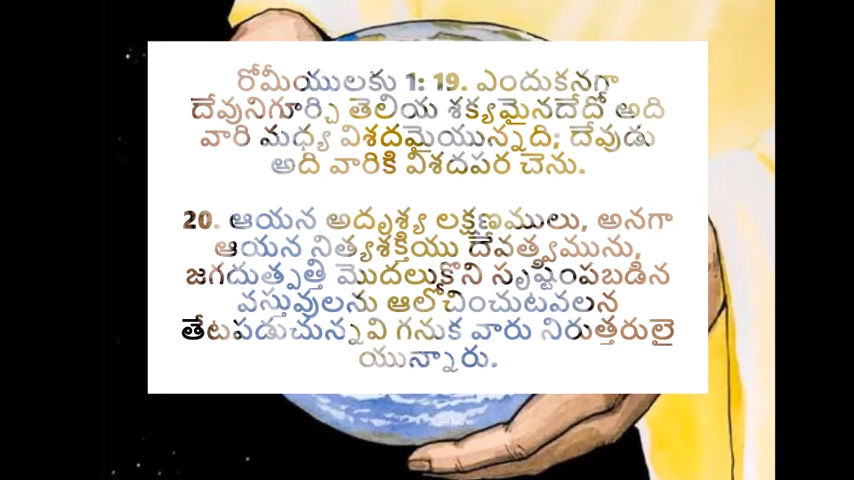 రోమీయులకు 1: 19. ఎందుకనగా
దేవునిగూర్చి తెలియ శక్యమైనదేదో అది
వారి మధ్య విశదమైయున్నది; దేవుడు
అది వారికి విశదపర చెను.
20. ఆయన అదృశ్య లక్షణములు, అనగా
ఆయన నిత్యశక్తియు దేవత్వమును,
జగదుత్పత్తి మొదలుకొని సృష్టింపబడిన
వస్తువులను ఆలోచించుటవలన
తేటపడుచున్నవి గనుక వారు నిరుత్తరులై
యున్నారు.